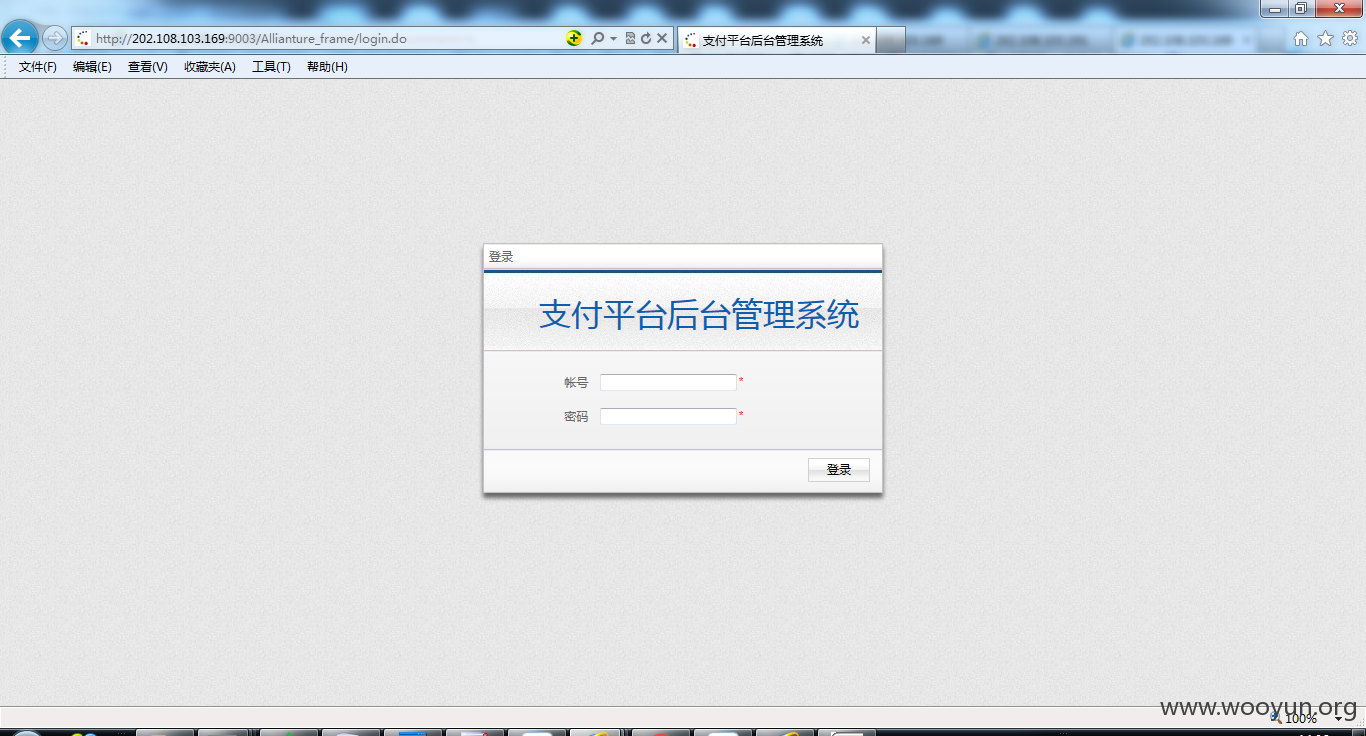 http://202.108.103.169:9003/Allianture_frame/login.do
支付平台后台管理系统
文件(F) 编辑(E) 查看(V) 收藏夹(A) 工具(T) 帮助(H)
登录
支付平台后台管理系统
帐号 *
密码 *
登录
www.wooyun.org
100%